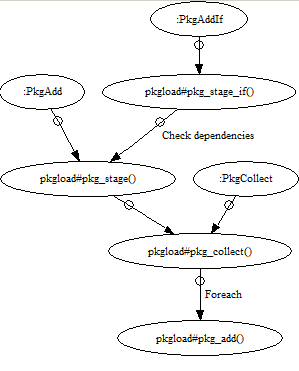 :PkgAddIf
:PkgAdd
pkgload#pkg_stage_if()
Check dependencies
pkgload#pkg_stage()
:PkgCollect
pkgload#pkg_collect()
Foreach
pkgload#pkg_add()